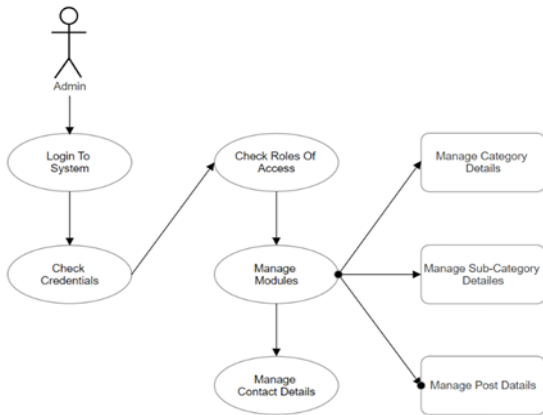 Admin
Login To
System
Check
Credentials
Check Roles Of
Access
Manage
Modules
Manage
Contact Details
Manage Category
Details
Manage Sub-Category
Detailes
Manage Post Datails